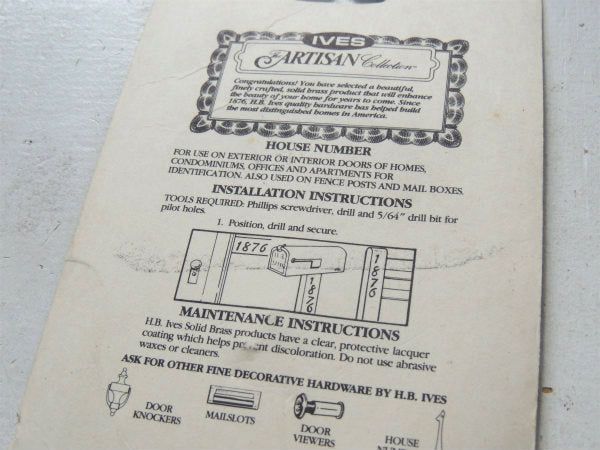 IVES
The ARTISAN Collection
Congratulations! You have selected a beautiful,
finely crafted, solid brass product that will enhance
the beauty of your home for years to come. Since
1876, H.B. Ives quality hardware has helped build
the most distinguished homes in America.
HOUSE NUMBER
FOR USE ON EXTERIOR OR INTERIOR DOORS OF HOMES,
CONDOMINIUMS, OFFICES AND APARTMENTS FOR
IDENTIFICATION. ALSO USED ON FENCE POSTS AND MAIL BOXES.
INSTALLATION INSTRUCTIONS
TOOLS REQUIRED: Phillips screwdriver, drill and 5/64" drill bit for
pilot holes.
1. Position, drill and secure.
1876
1876
1876
MAINTENANCE INSTRUCTIONS
H.B. Ives Solid Brass products have a clear, protective lacquer
coating which helps prevent discoloration. Do not use abrasive
waxes or cleaners.
ASK FOR OTHER FINE DECORATIVE HARDWARE BY H.B. IVES
DOOR
KNOCKERS
MAILSLOTS
DOOR
VIEWERS
HOUSE